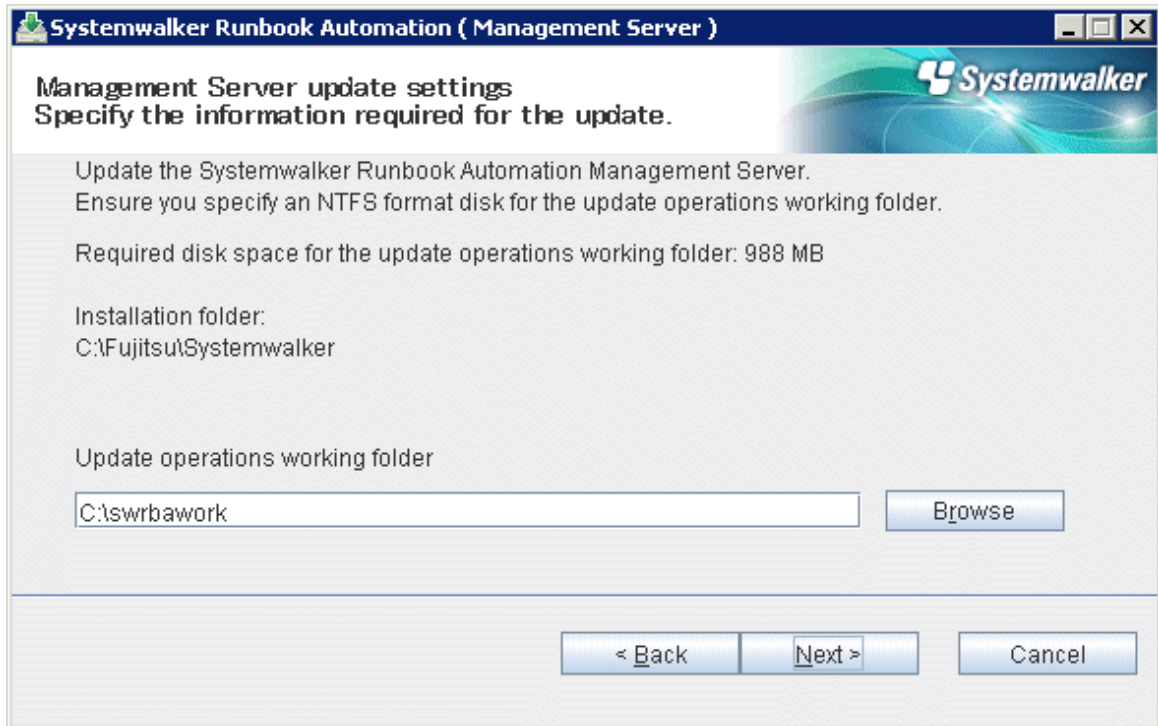 Systemwalker Runbook Automation ( Management Server )
Systemwalker
Management Server update settings
Specify the information required for the update.
Update the Systemwalker Runbook Automation Management Server.
Ensure you specify an NTFS format disk for the update operations working folder.
Required disk space for the update operations working folder: 988 MB
Installation folder:
C:\Fujitsu\Systemwalker
Update operations working folder
C:\swrbawork
Browse
< Back
Next >
Cancel